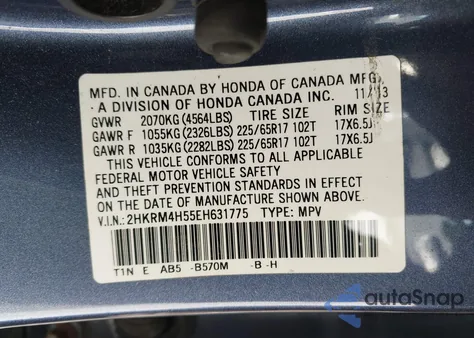 MFD. IN CANADA BY HONDA OF CANADA MFG.
A DIVISION OF HONDA CANADA INC. 11/13
GVWR 2070KG (4564LBS) TIRE SIZE RIM SIZE
GAWR F 1055KG (2326LBS) 225/65R17 102T 17X6.5J
GAWR R 1035KG (2282LBS) 225/65R17 102T 17X6.5J
THIS VEHICLE CONFORMS TO ALL APPLICABLE
FEDERAL MOTOR VEHICLE SAFETY
AND THEFT PREVENTION STANDARDS IN EFFECT
ON THE DATE OF MANUFACTURE SHOWN ABOVE.
V.I.N.: 2HKRM4H55EH631775 TYPE: MPV
T1N E AB5 -B570M -B -H
autoSnap